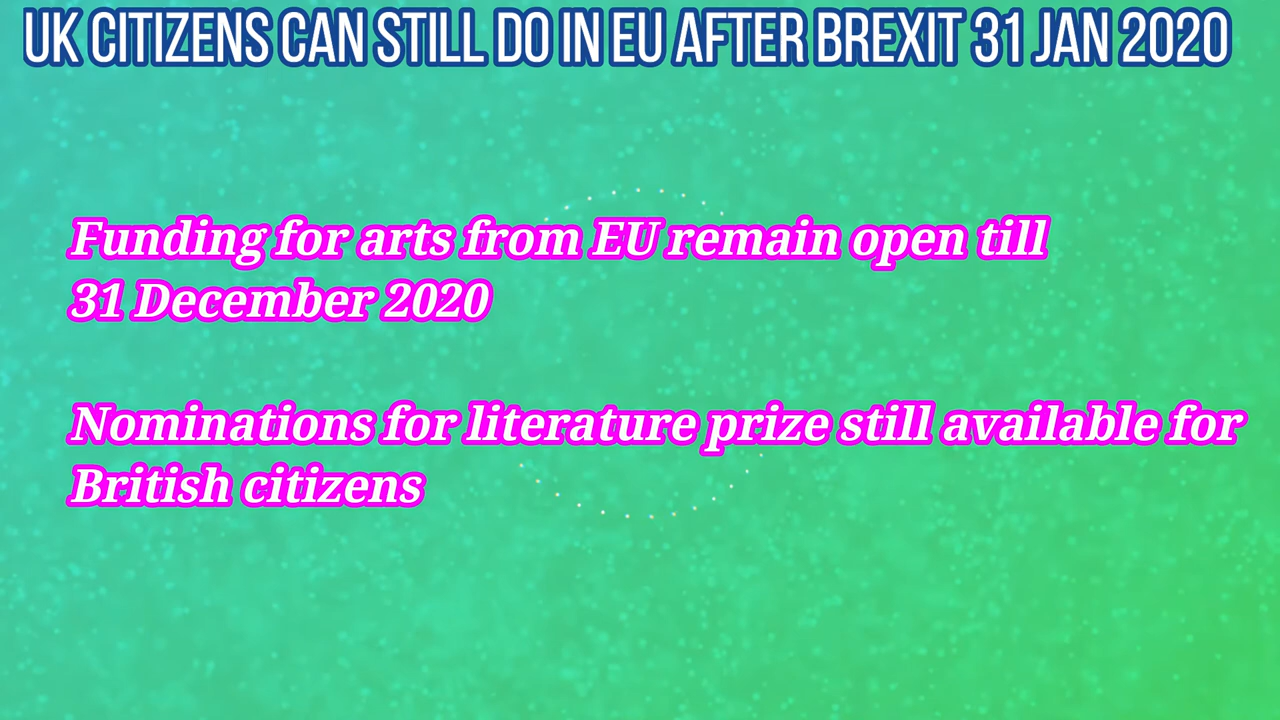 UK CITIZENS CAN STILL DO IN EU AFTER BREXIT 31 JAN 2020
Funding for arts from EU remain open till
31 December 2020
Nominations for literature prize still available for
British citizens